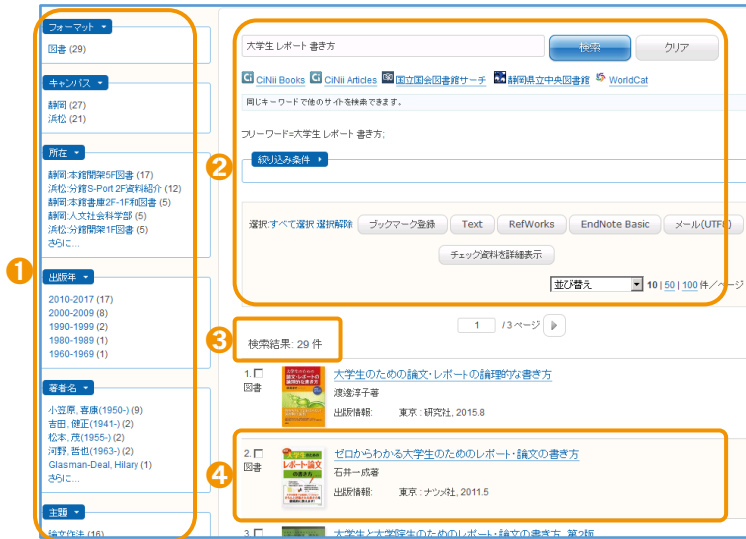 フォーマット
図書 (29)
キャンパス
静岡 (27)
浜松 (21)
所在
静岡:本館開架5F図書 (17)
浜松:分館S-Port 2F資料紹介 (12)
静岡:本館書庫2F-1F和図書 (5)
静岡:人文社会科学部 (5)
浜松:分館開架1F図書 (5)
さらに...
出版年
2010-2017 (17)
2000-2009 (8)
1990-1999 (2)
1980-1989 (1)
1960-1969 (1)
著者名
小笠原, 喜康(1950-) (9)
吉田, 健正(1941-) (2)
松本, 茂(1955-) (2)
河野, 哲也(1963-) (2)
Glasman-Deal, Hilary (1)
さらに...
主題
論文作法 (16)
1
大学生 レポート 書き方
検索
クリア
CiNii Books CiNii Articles 国立国会図書館サーチ 静岡県立中央図書館 WorldCat
同じキーワードで他のサイトを検索できます。
フリーワード=大学生 レポート 書き方;
2
絞り込み条件
選択:すべて選択 選択解除 ブックマーク登録 Text RefWorks EndNote Basic メール(UTF8)
チェック資料を詳細表示
並び替え 10 | 50 | 100 件/ページ
1 /3ページ
3
検索結果: 29 件
1.
図書
大学生のための論文・レポートの論理的な書き方
渡邊淳子著
出版情報: 東京 : 研究社, 2015.8
4
2.
図書
ゼロからわかる大学生のためのレポート・論文の書き方
石井一成著
出版情報: 東京 : ナツメ社, 2011.5
レポート・論文
の書き方
3.
大学生と大学院生のためのレポート・論文の書き方 第2版